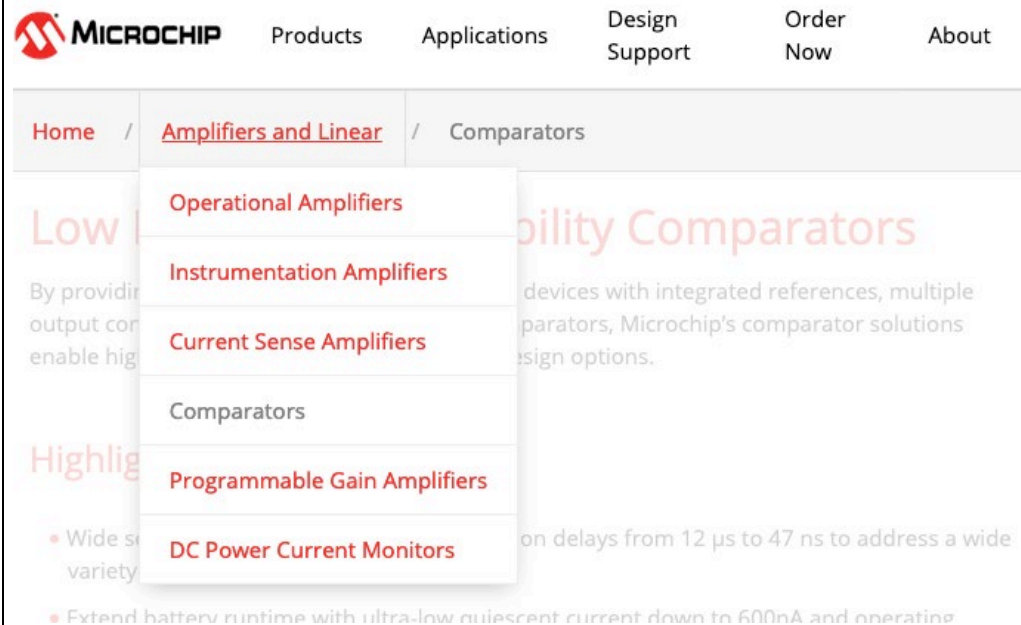 MICROCHIP Products Applications Design Support Order Now About
Home / Amplifiers and Linear / Comparators
Operational Amplifiers
Low bility Comparators
Instrumentation Amplifiers
By providin devices with integrated references, multiple
output com parators, Microchip's comparator solutions
Current Sense Amplifiers
enable hig sign options.
Comparators
Highlig
Programmable Gain Amplifiers
• Wide se on delays from 12 µs to 47 ns to address a wide
DC Power Current Monitors
variety
• Extend battery runtime with ultra-low quiescent current down to 600nA and operating